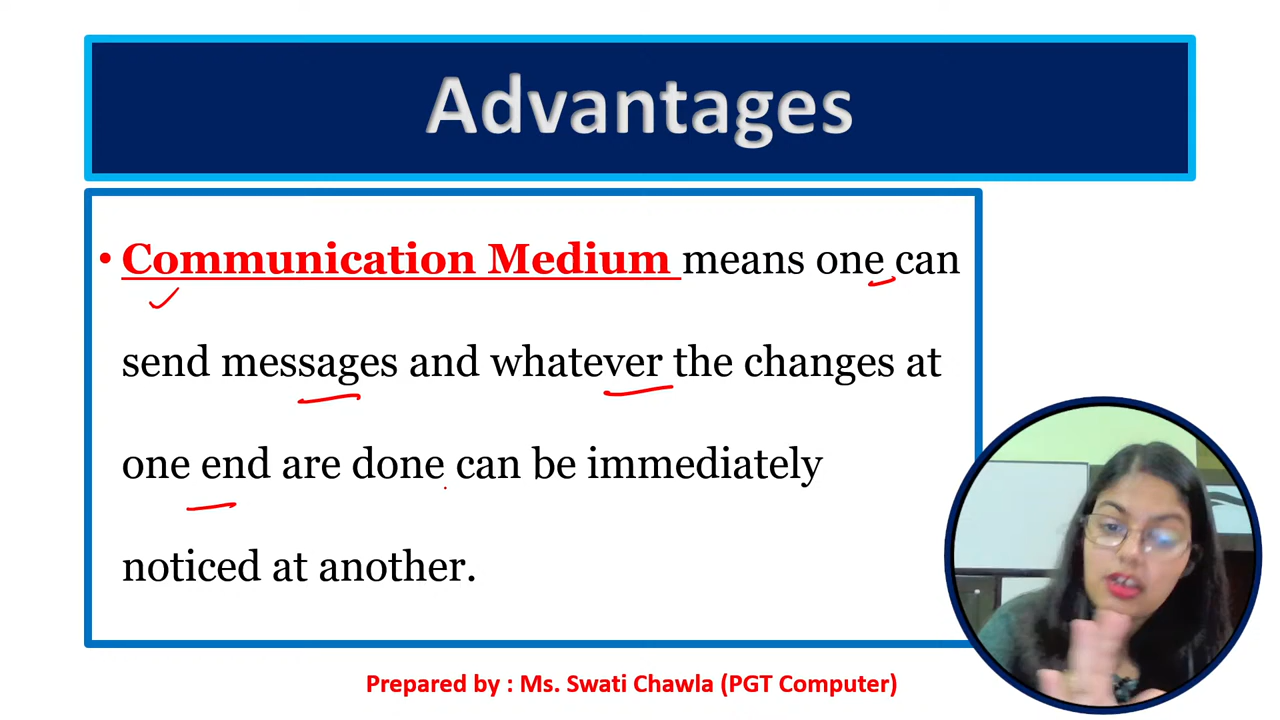 Advantages
• Communication Medium means one can
send messages and whatever the changes at
one end are done can be immediately
noticed at another.
Prepared by : Ms. Swati Chawla (PGT Computer)